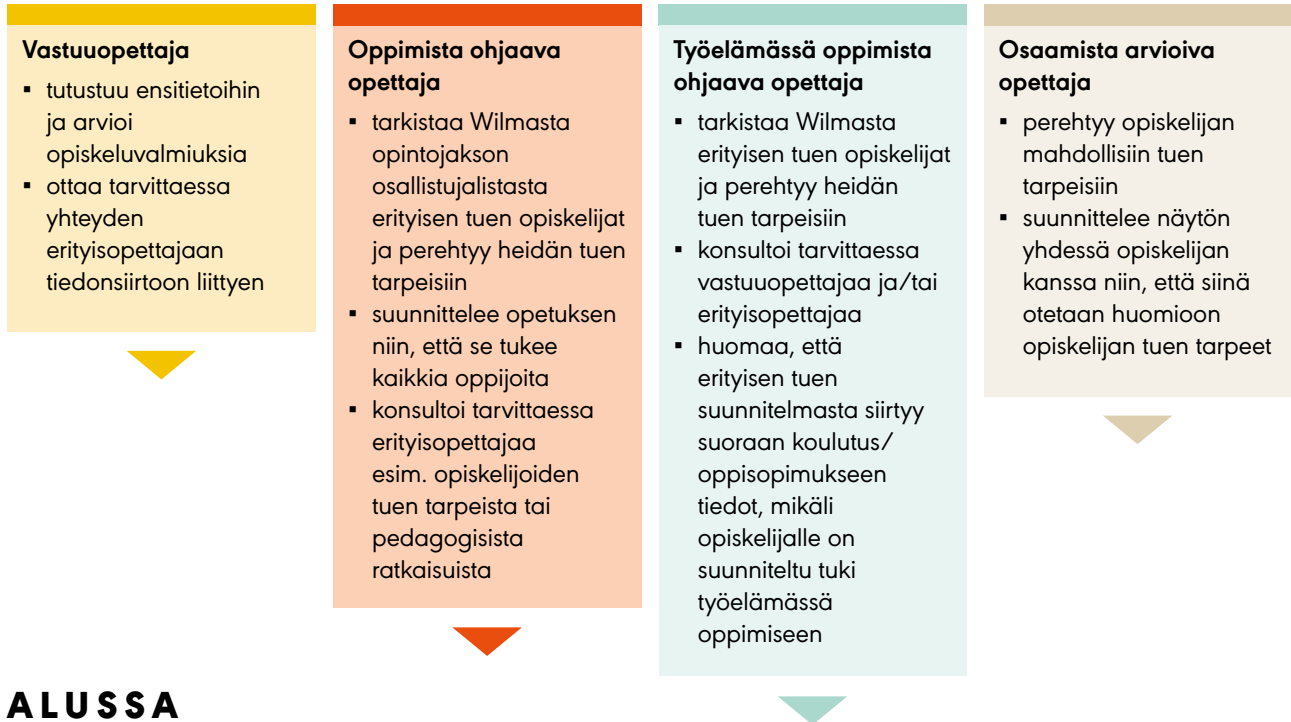 Vastuuopettaja
▪ tutustuu ensitietoihin
ja arvioi
opiskeluvalmiuksia
▪ ottaa tarvittaessa
yhteyden
erityisopettajaan
tiedonsiirtoon liittyen
Oppimista ohjaava
opettaja
▪ tarkistaa Wilmasta
opintojakson
osallistujalistasta
erityisen tuen opiskelijat
ja perehtyy heidän tuen
tarpeisiin
▪ suunnittelee opetuksen
niin, että se tukee
kaikkia oppijoita
▪ konsultoi tarvittaessa
erityisopettajaa
esim. opiskelijoiden
tuen tarpeista tai
pedagogisista
ratkaisuista
Työelämässä oppimista
ohjaava opettaja
▪ tarkistaa Wilmasta
erityisen tuen opiskelijat
ja perehtyy heidän
tuen tarpeisiin
▪ konsultoi tarvittaessa
vastuuopettajaa ja/tai
erityisopettajaa
▪ huomaa, että
erityisen tuen
suunnitelmasta siirtyy
suoraan koulutus/
oppisopimukseen
tiedot, mikäli
opiskelijalle on
suunniteltu tuki
työelämässä
oppimiseen
Osaamista arvioiva
opettaja
▪ perehtyy opiskelijan
mahdollisiin tuen
tarpeisiin
▪ suunnittelee näytön
yhdessä opiskelijan
kanssa niin, että siinä
otetaan huomioon
opiskelijan tuen tarpeet
ALUSSA